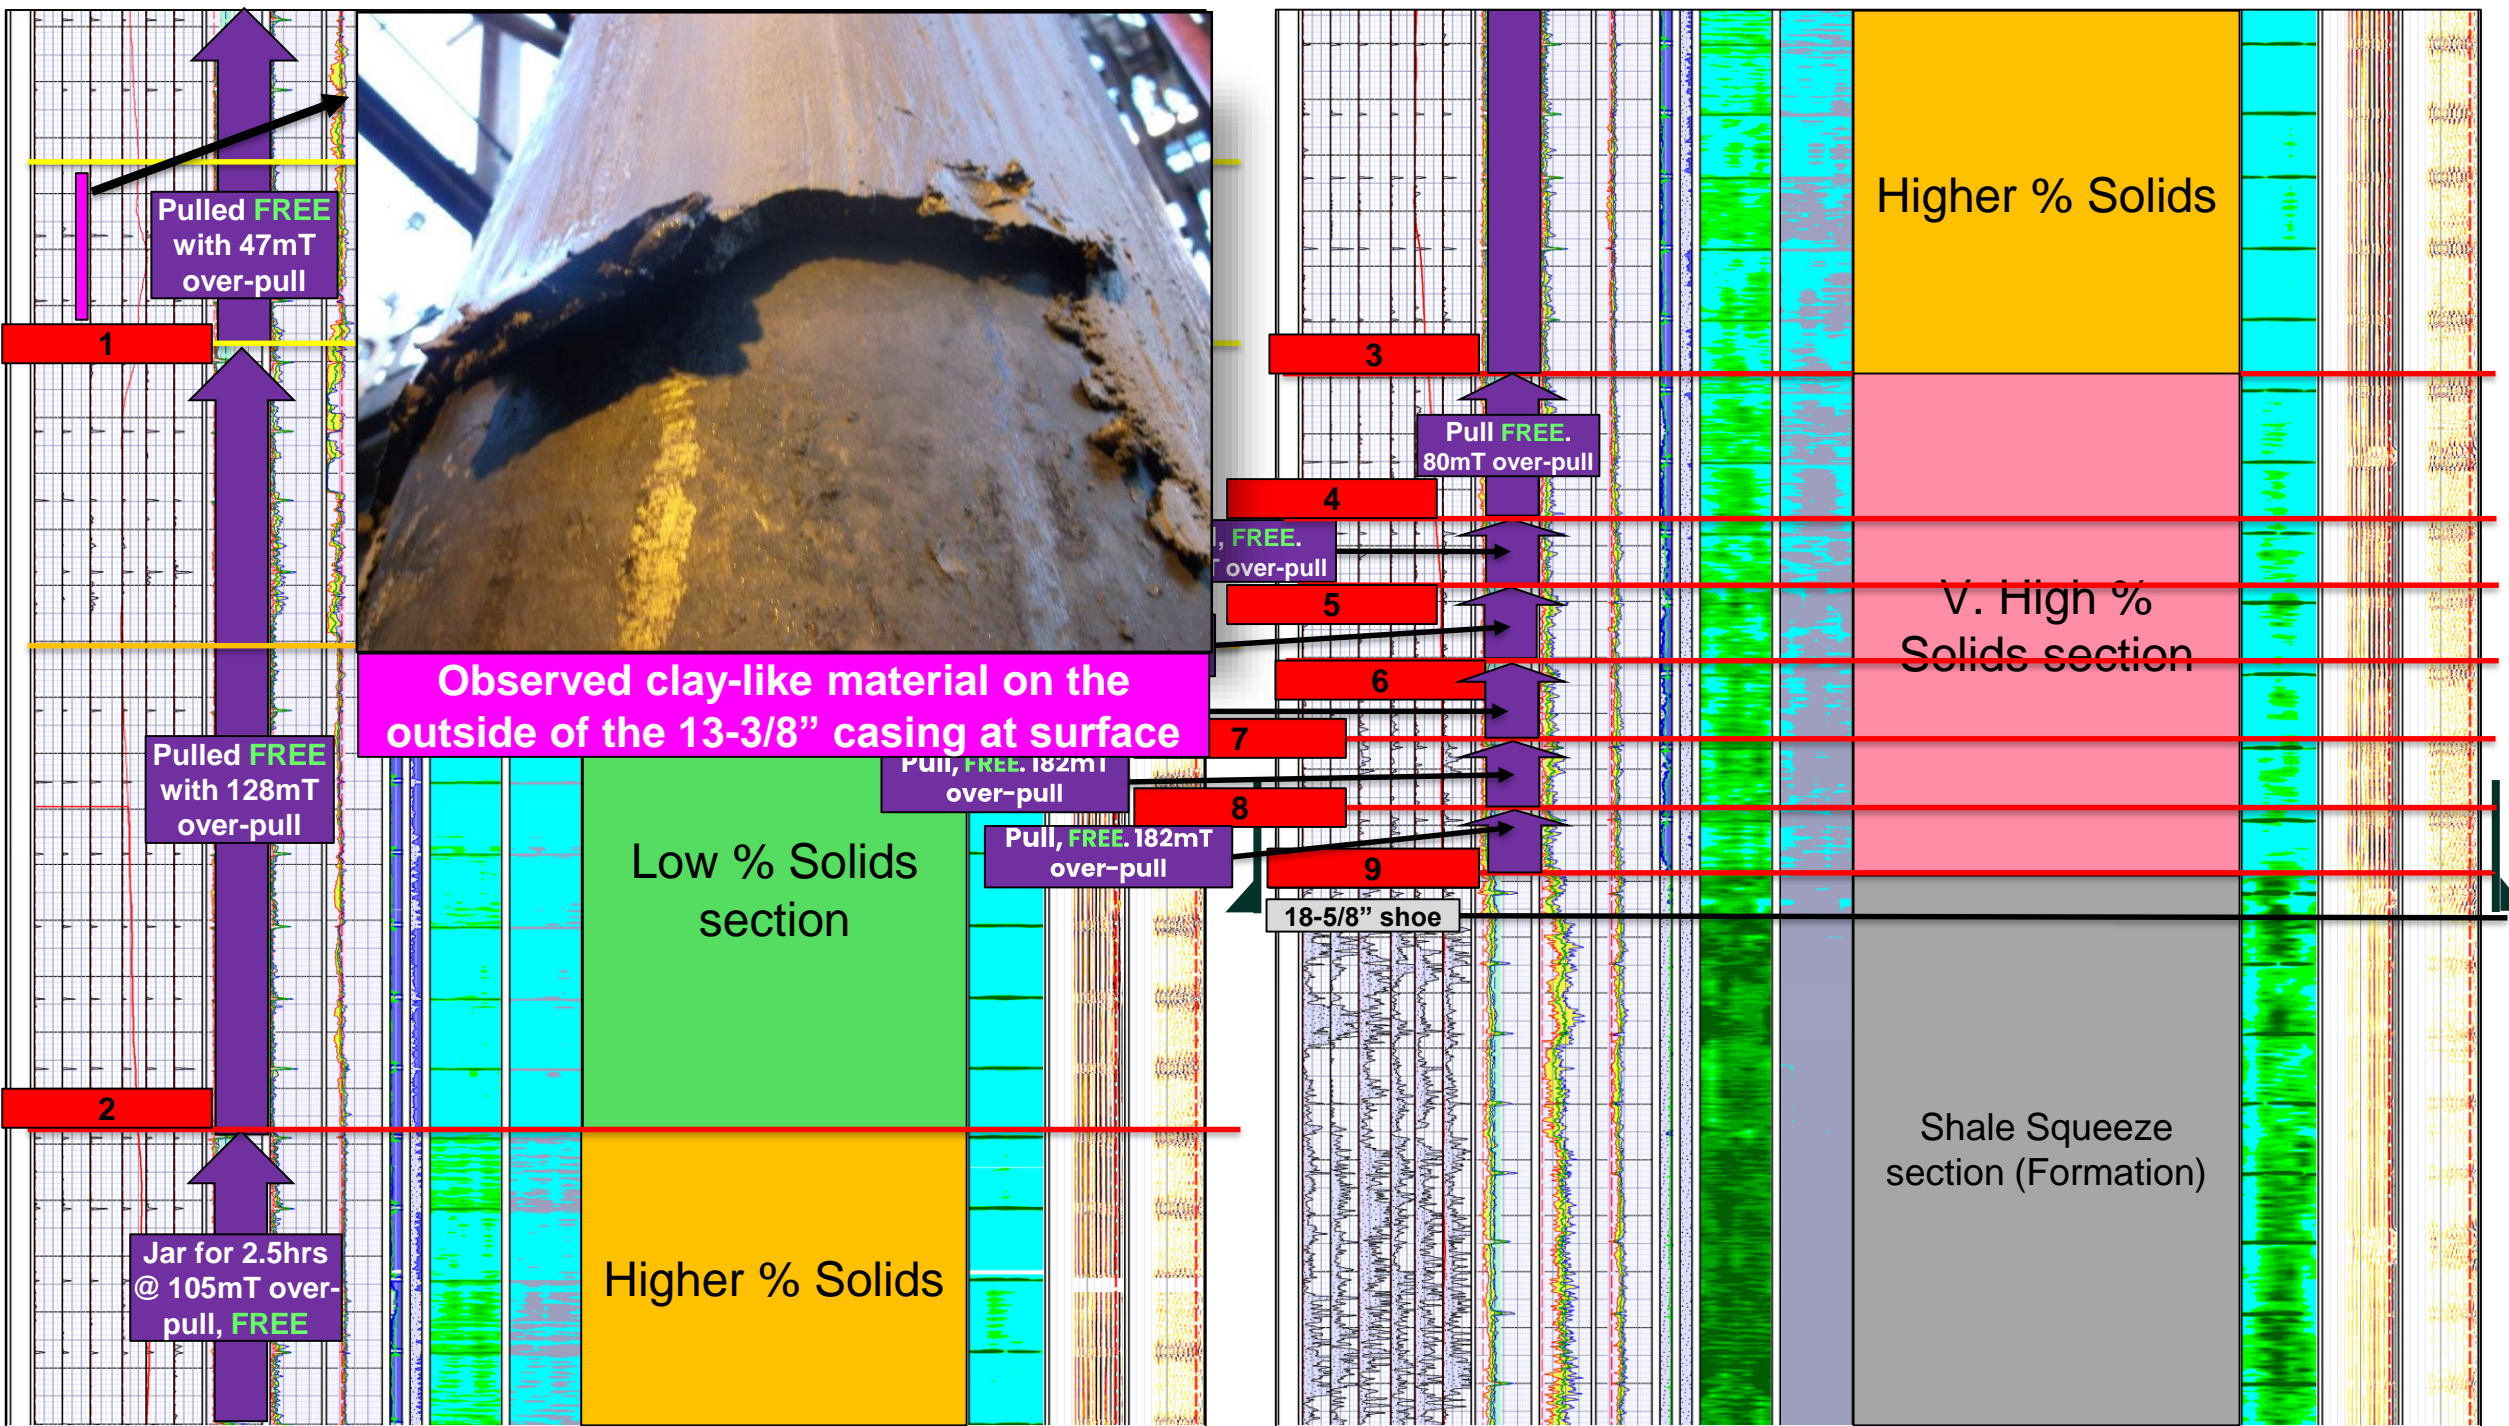 Pulled FREE
with 47mT
over-pull
1
Pulled FREE
with 128mT
over-pull
2
Jar for 2.5hrs
@ 105mT over-
pull, FREE
Observed clay-like material on the
outside of the 13-3/8” casing at surface
Low % Solids
section
Higher % Solids
Higher % Solids
3
Pull FREE.
80mT over-pull
4
, FREE.
over-pull
5
V. High %
Solids section
6
7
Pull, FREE. 182mT
over-pull
8
Pull, FREE. 182mT
over-pull
9
18-5/8” shoe
Shale Squeeze
section (Formation)